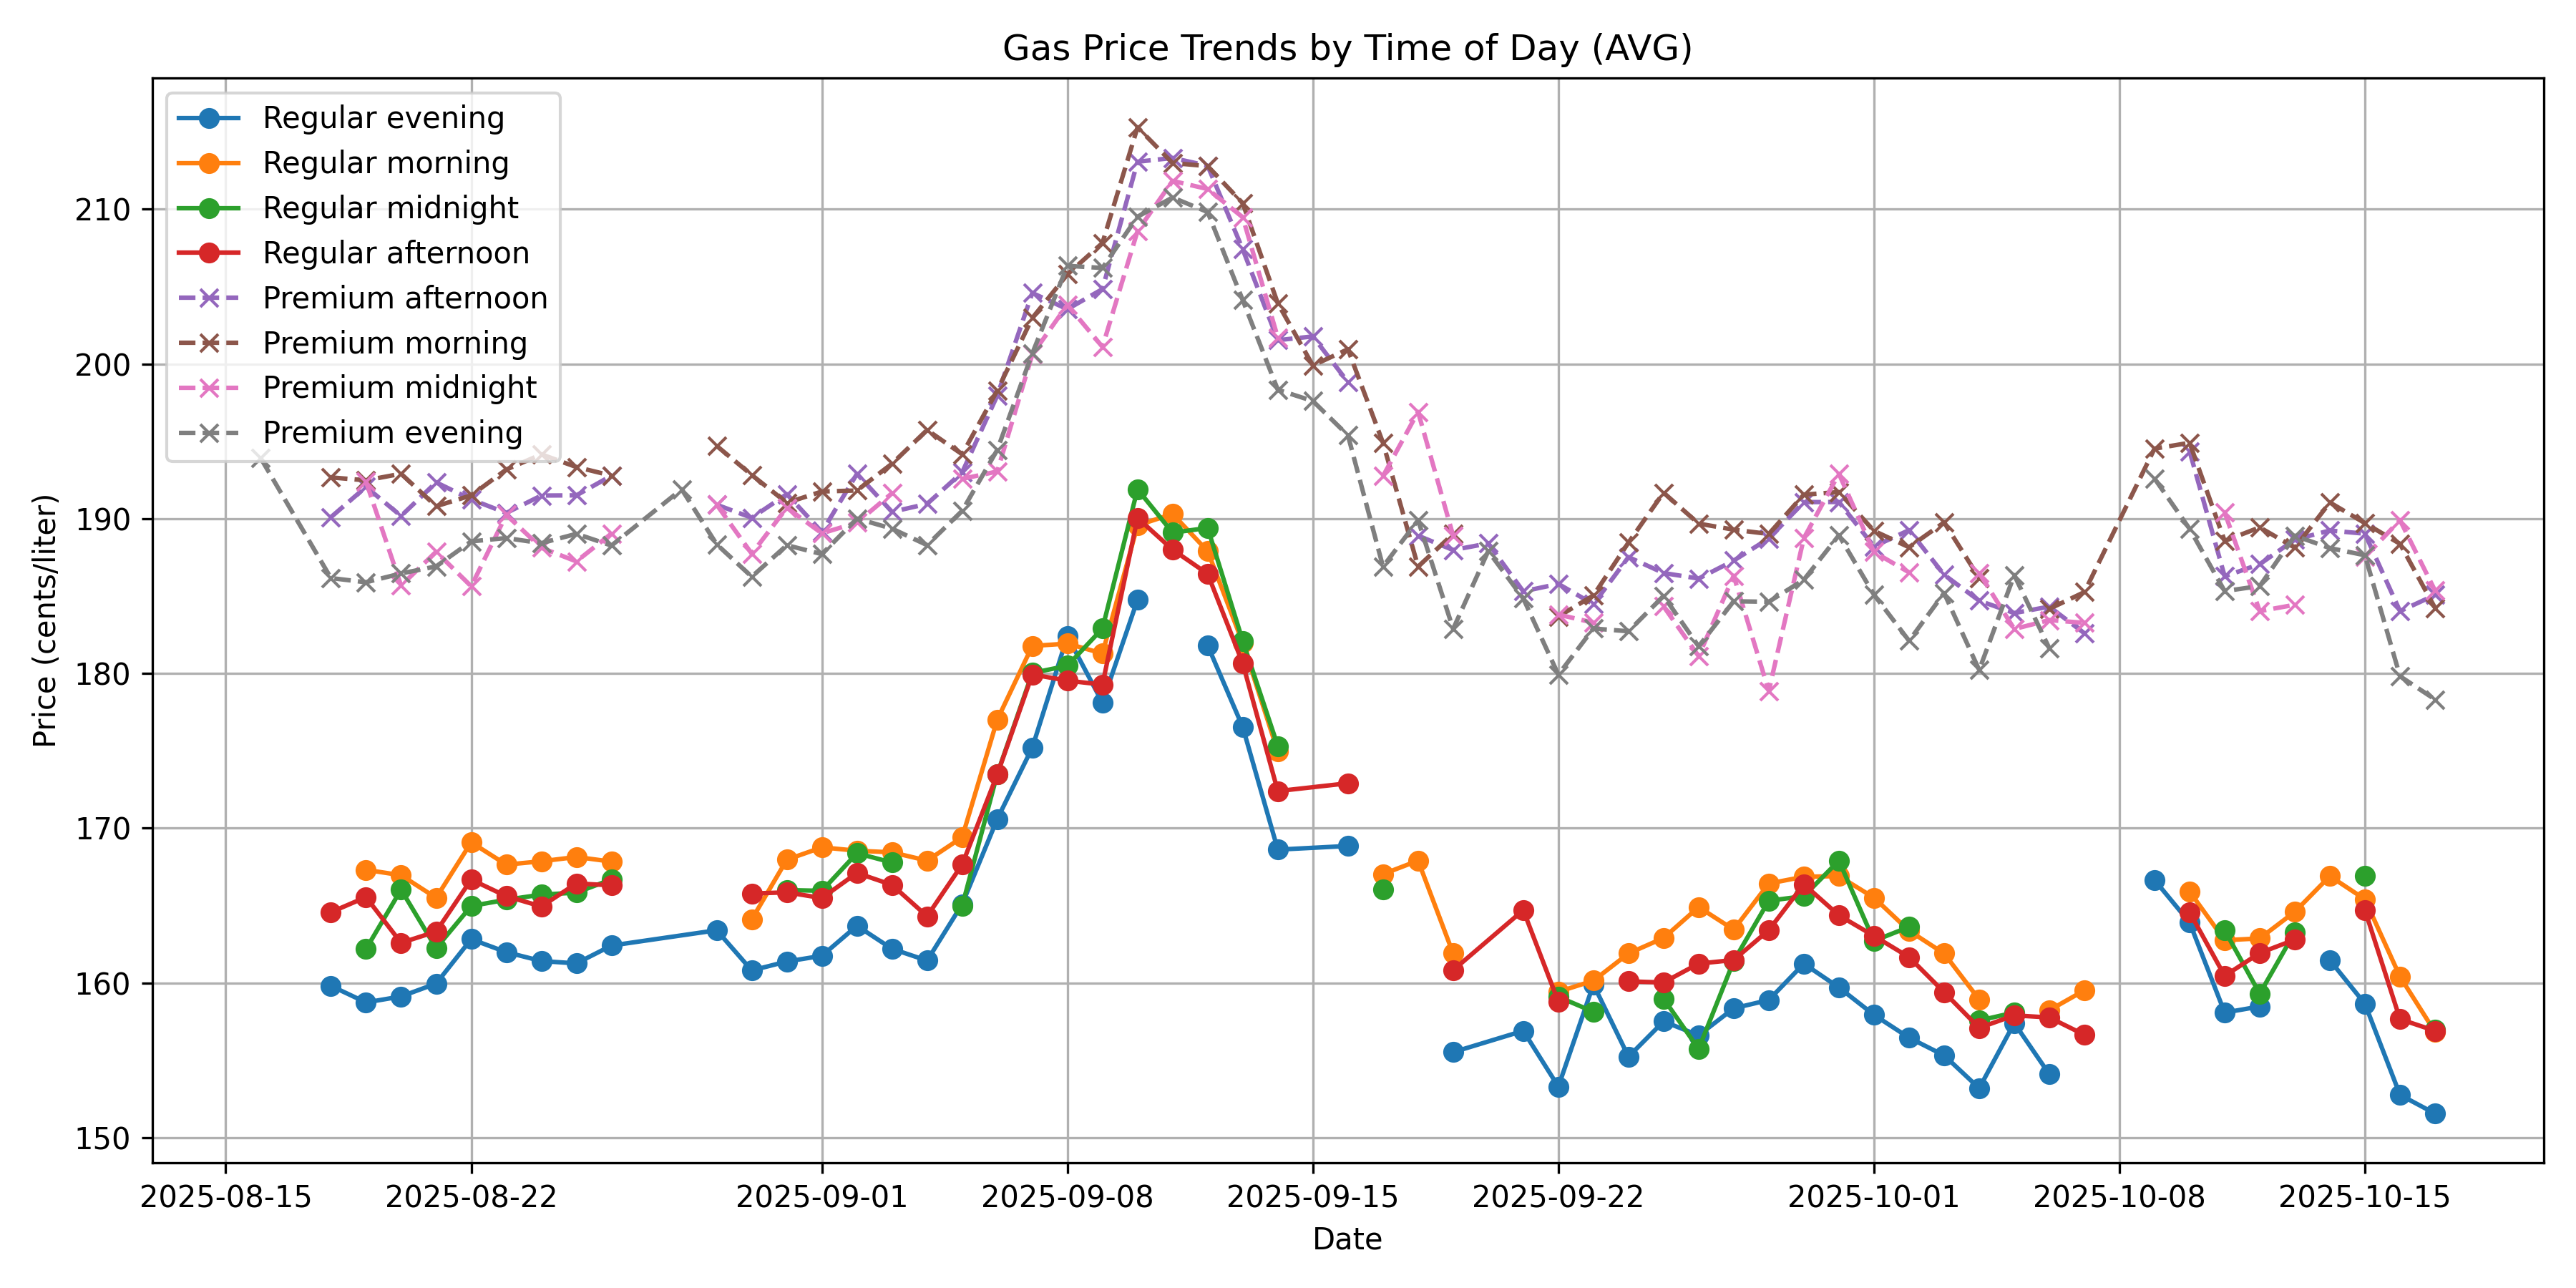 Gas Price Trends by Time of Day (AVG)
Regular evening
Regular morning
Regular midnight
Regular afternoon
Premium afternoon
Premium morning
Premium midnight
Premium evening
Price (cents/liter)
210
200
190
180
170
160
150
2025-08-15 2025-08-22 2025-09-01 2025-09-08 2025-09-15 2025-09-22 2025-10-01 2025-10-08 2025-10-15
Date